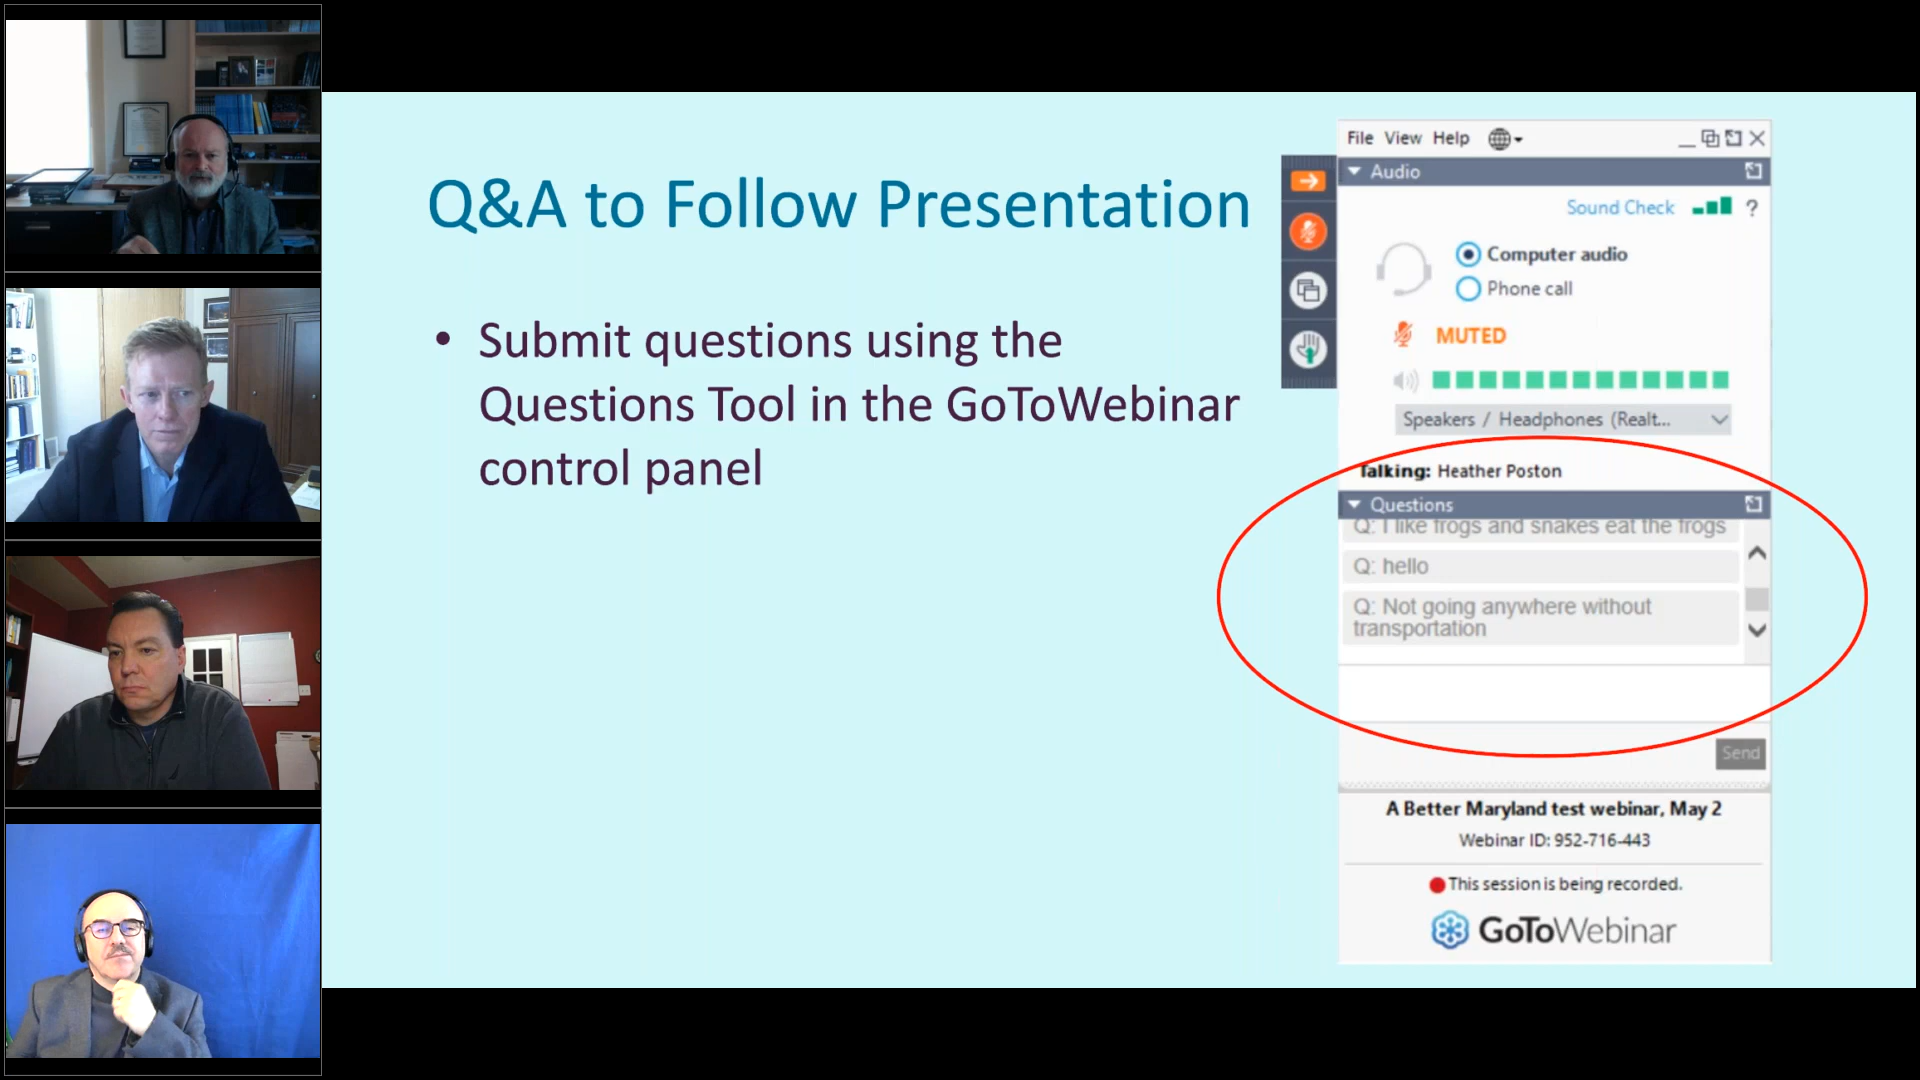 Q&A to Follow Presentation
• Submit questions using the
Questions Tool in the GoToWebinar
control panel
File View Help
Audio
Sound Check ?
Computer audio
Phone call
MUTED
Speakers / Headphones (Realt...
Talking: Heather Poston
Questions
Q: I like frogs and snakes eat the frogs
Q: hello
Q: Not going anywhere without
transportation
Send
A Better Maryland test webinar, May 2
Webinar ID: 952-716-443
This session is being recorded.
GoToWebinar